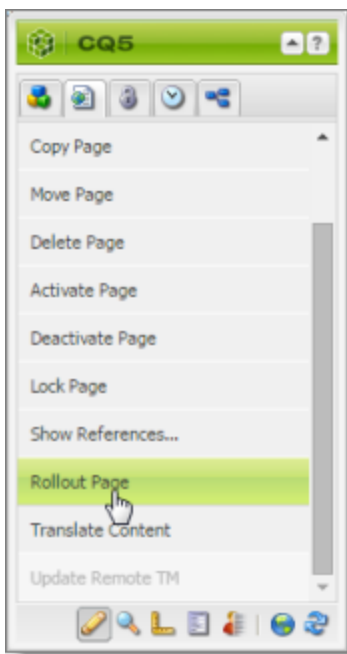 CQ5
?
Copy Page
Move Page
Delete Page
Activate Page
Deactivate Page
Lock Page
Show References...
Rollout Page
Translate Content
Update Remote TM